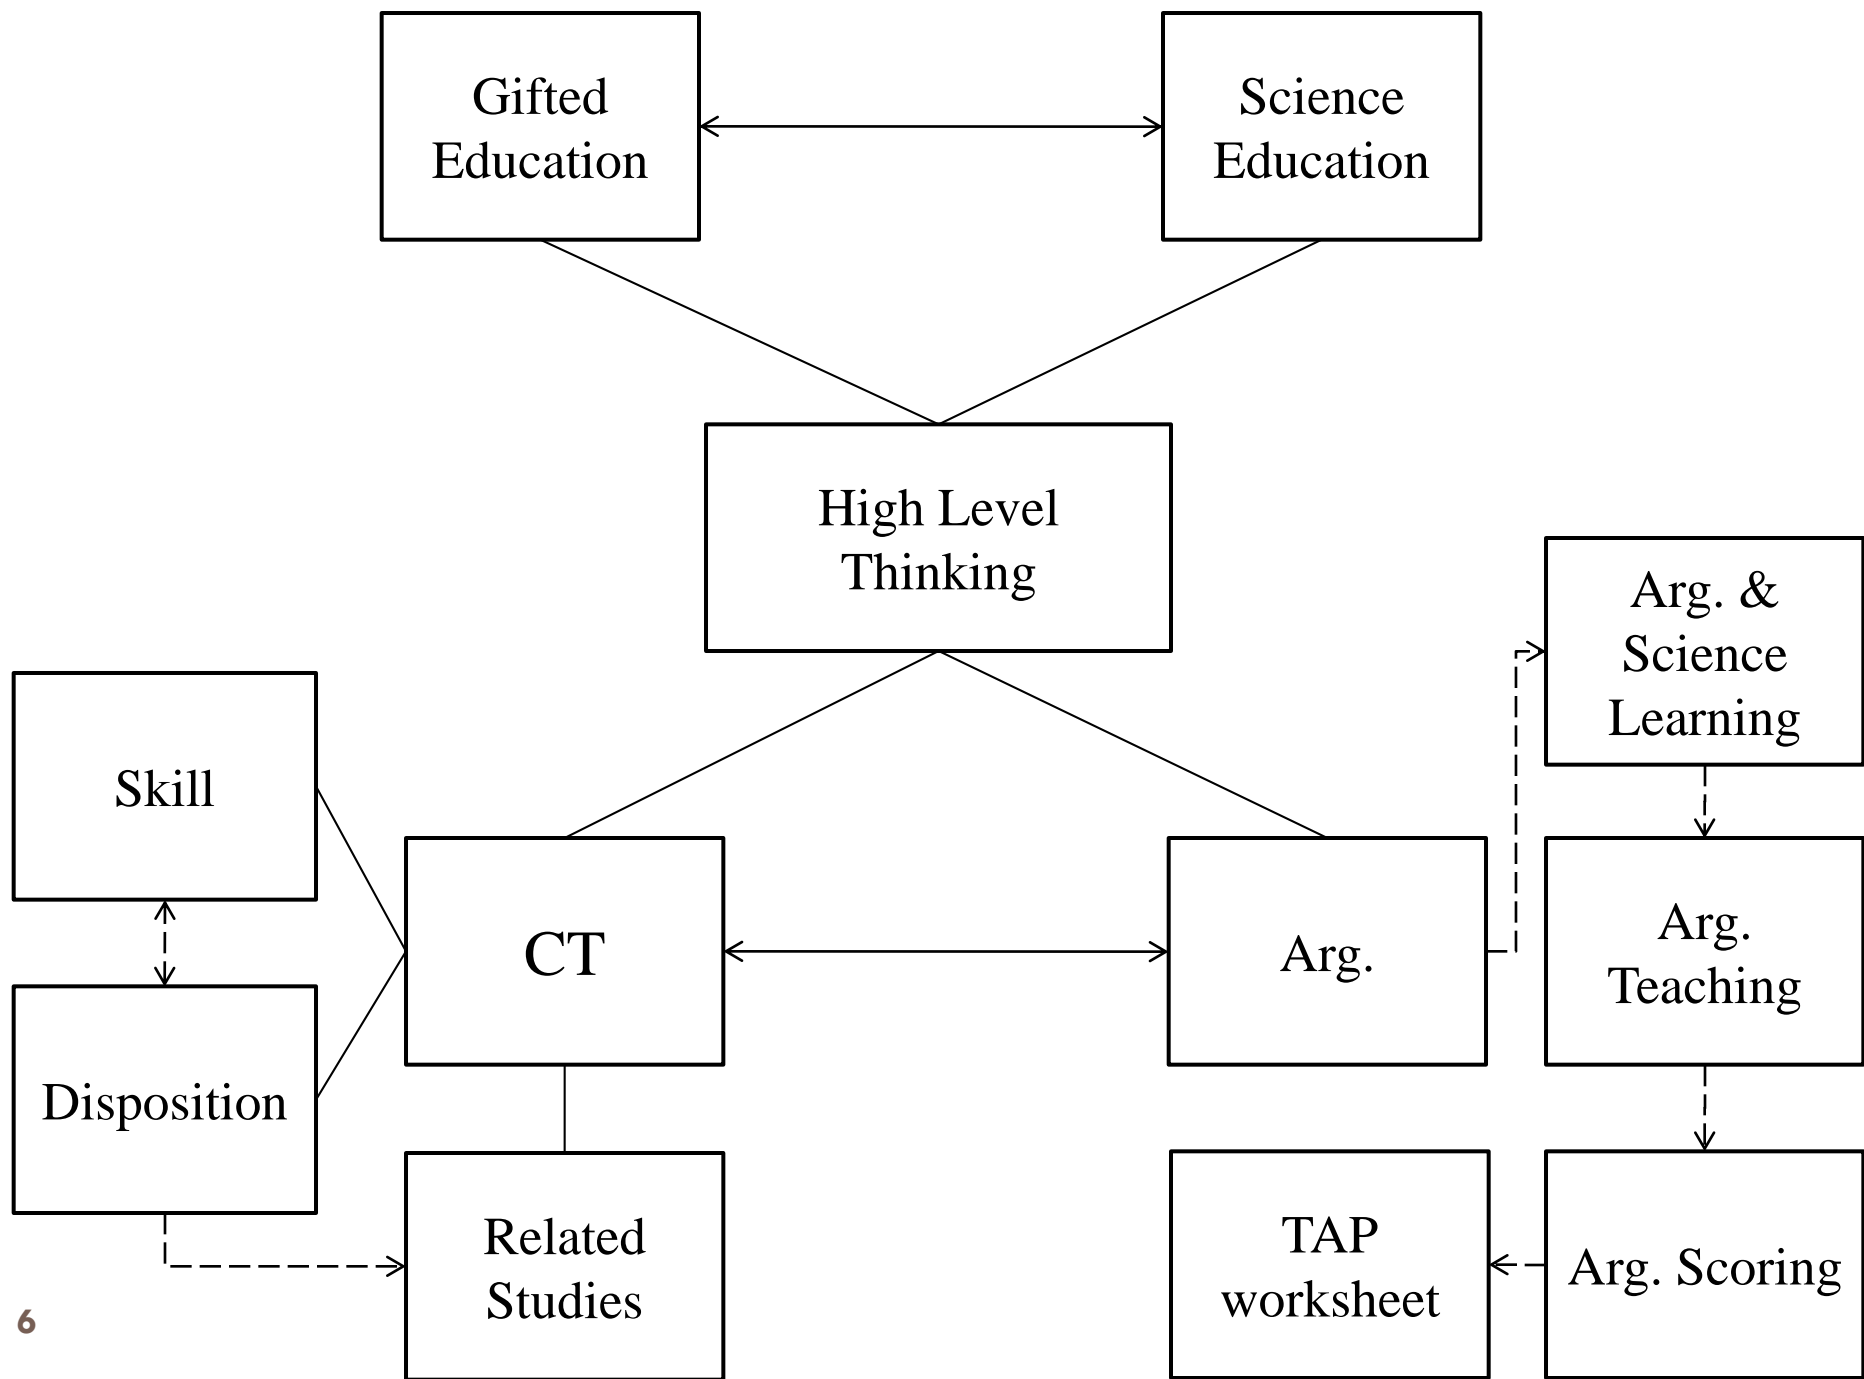 Gifted
Education
Science
Education
High Level
Thinking
Arg. &
Science
Learning
Skill
CT
Arg.
Arg.
Teaching
Disposition
Related
Studies
TAP
worksheet
Arg. Scoring
6